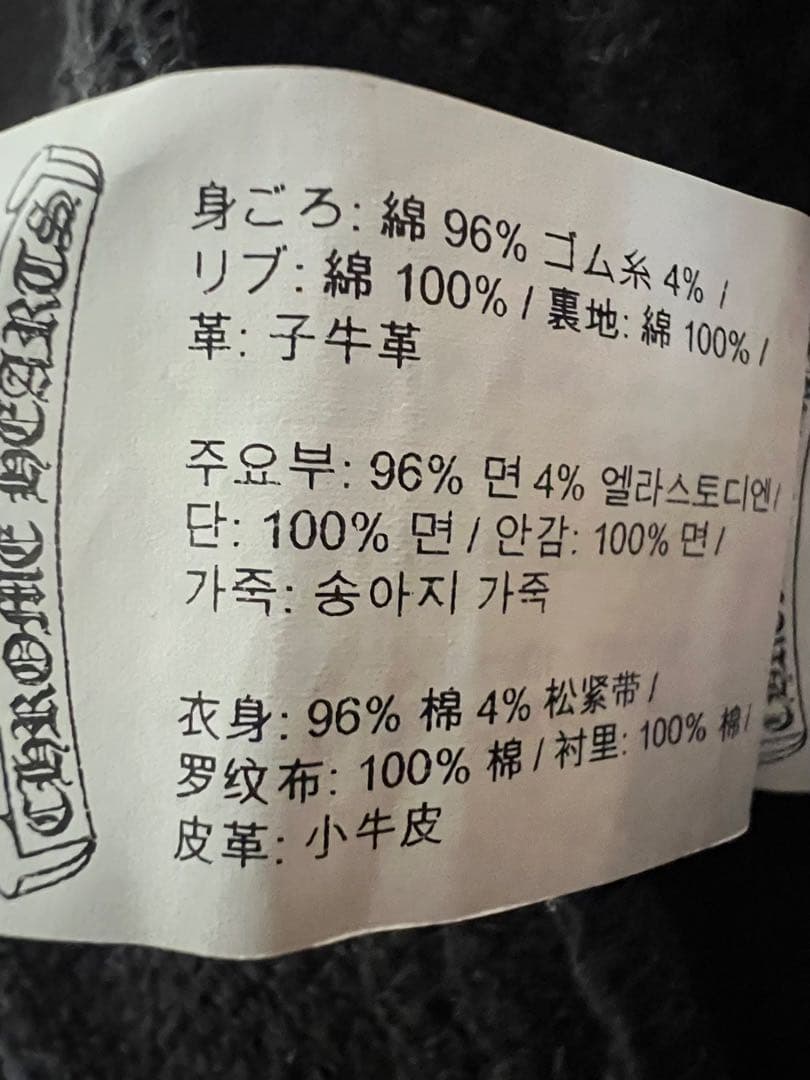 CHROME HEARTS
身ごろ: 綿 96% ゴム糸 4% /
リブ: 綿 100% / 裏地: 綿 100% /
革: 子牛革
주요부: 96% 면 4% 엘라스토디엔/
단: 100% 면 / 안감: 100% 면 /
가죽: 송아지 가죽
衣身: 96% 棉 4% 松紧带 /
罗纹布: 100% 棉 / 衬里: 100% 棉/
皮革: 小牛皮